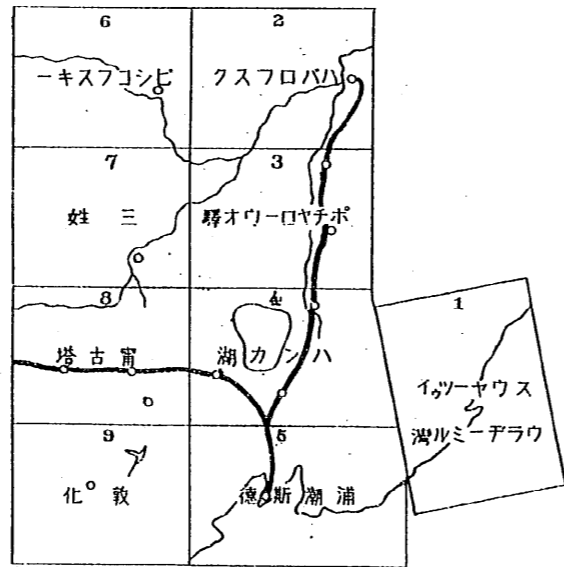 6
ピシコフスキー
2
ハバロフスク
7
三姓
3
ポチヤローウオ驛
8
甯古塔
4
ハンカ湖
1
スウヤーツゥイ
ウラヂーミル灣
9
敦化
5
浦潮斯德